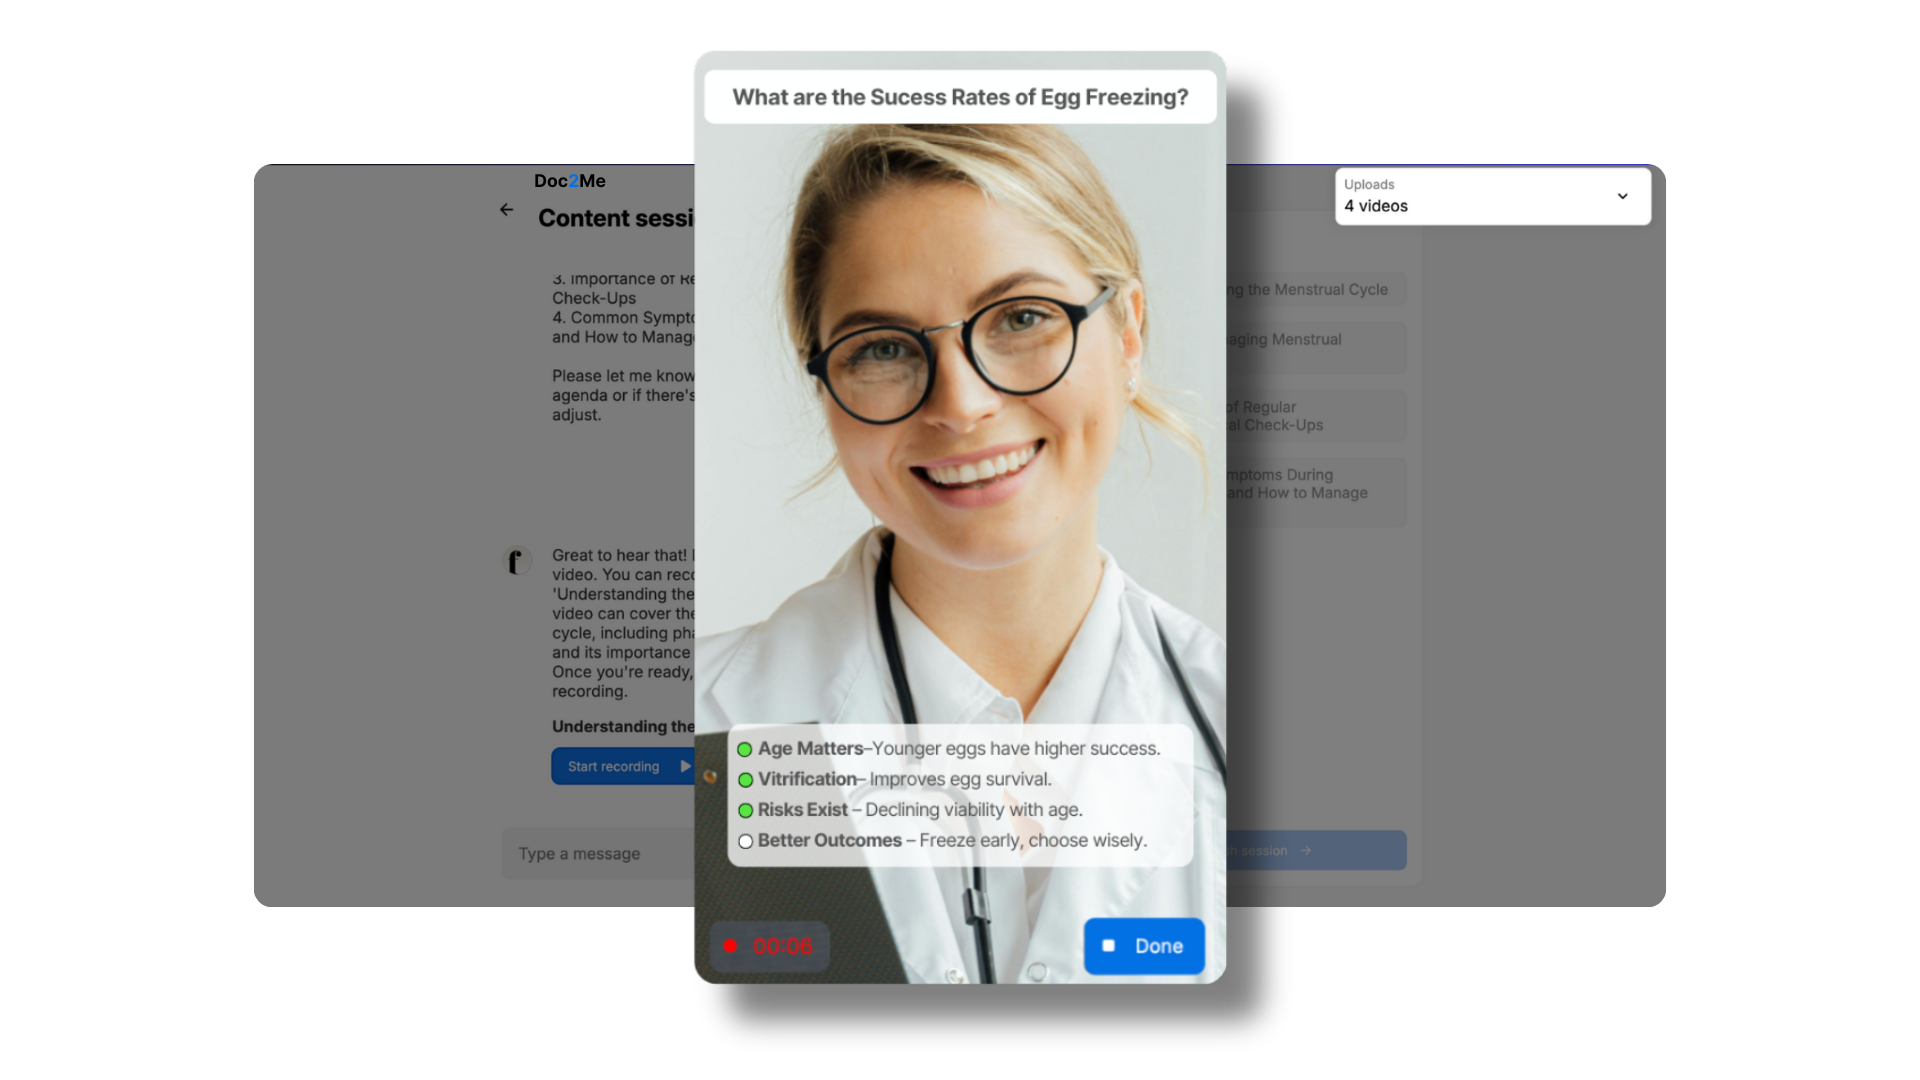 What are the Sucess Rates of Egg Freezing?
Doc2Me
Content sessi
Uploads
4 videos
3. Importance of Re
Check-Ups
4. Common Sympto
and How to Manag
Please let me know
agenda or if there's
adjust.
Great to hear that!
video. You can rec
'Understanding the
video can cover the
cycle, including pha
and its importance
Once you're ready,
recording.
Understanding the
Start recording
Type a message
ng the Menstrual Cycle
aging Menstrual
of Regular
al Check-Ups
mptoms During
and How to Manage
session
Age Matters–Younger eggs have higher success.
Vitrification– Improves egg survival.
Risks Exist – Declining viability with age.
Better Outcomes – Freeze early, choose wisely.
00:06
Done